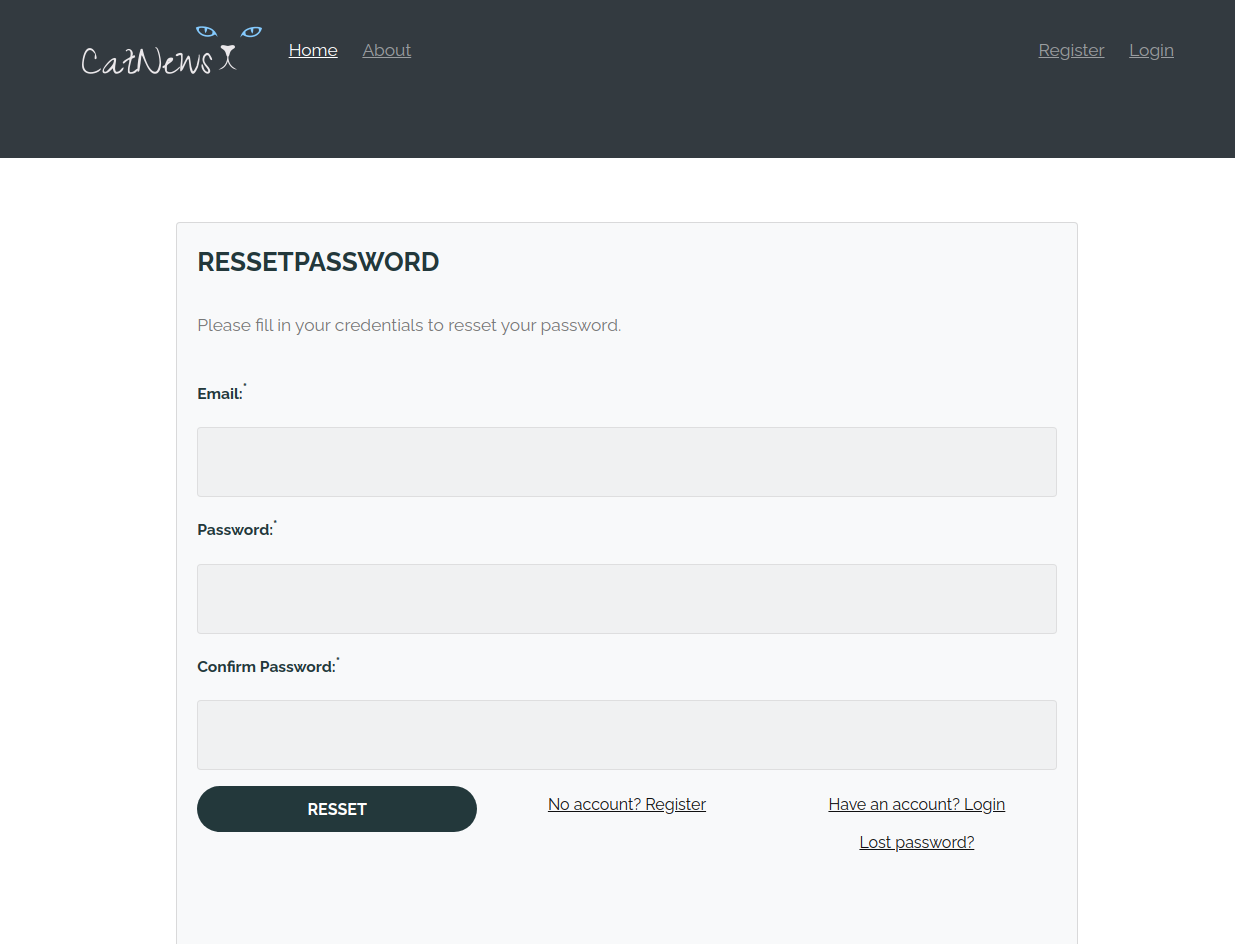 CatNews
Home About Register Login
RESSETPASSWORD
Please fill in your credentials to resset your password.
Email:*
Password:*
Confirm Password:*
RESSET No account? Register Have an account? Login
Lost password?